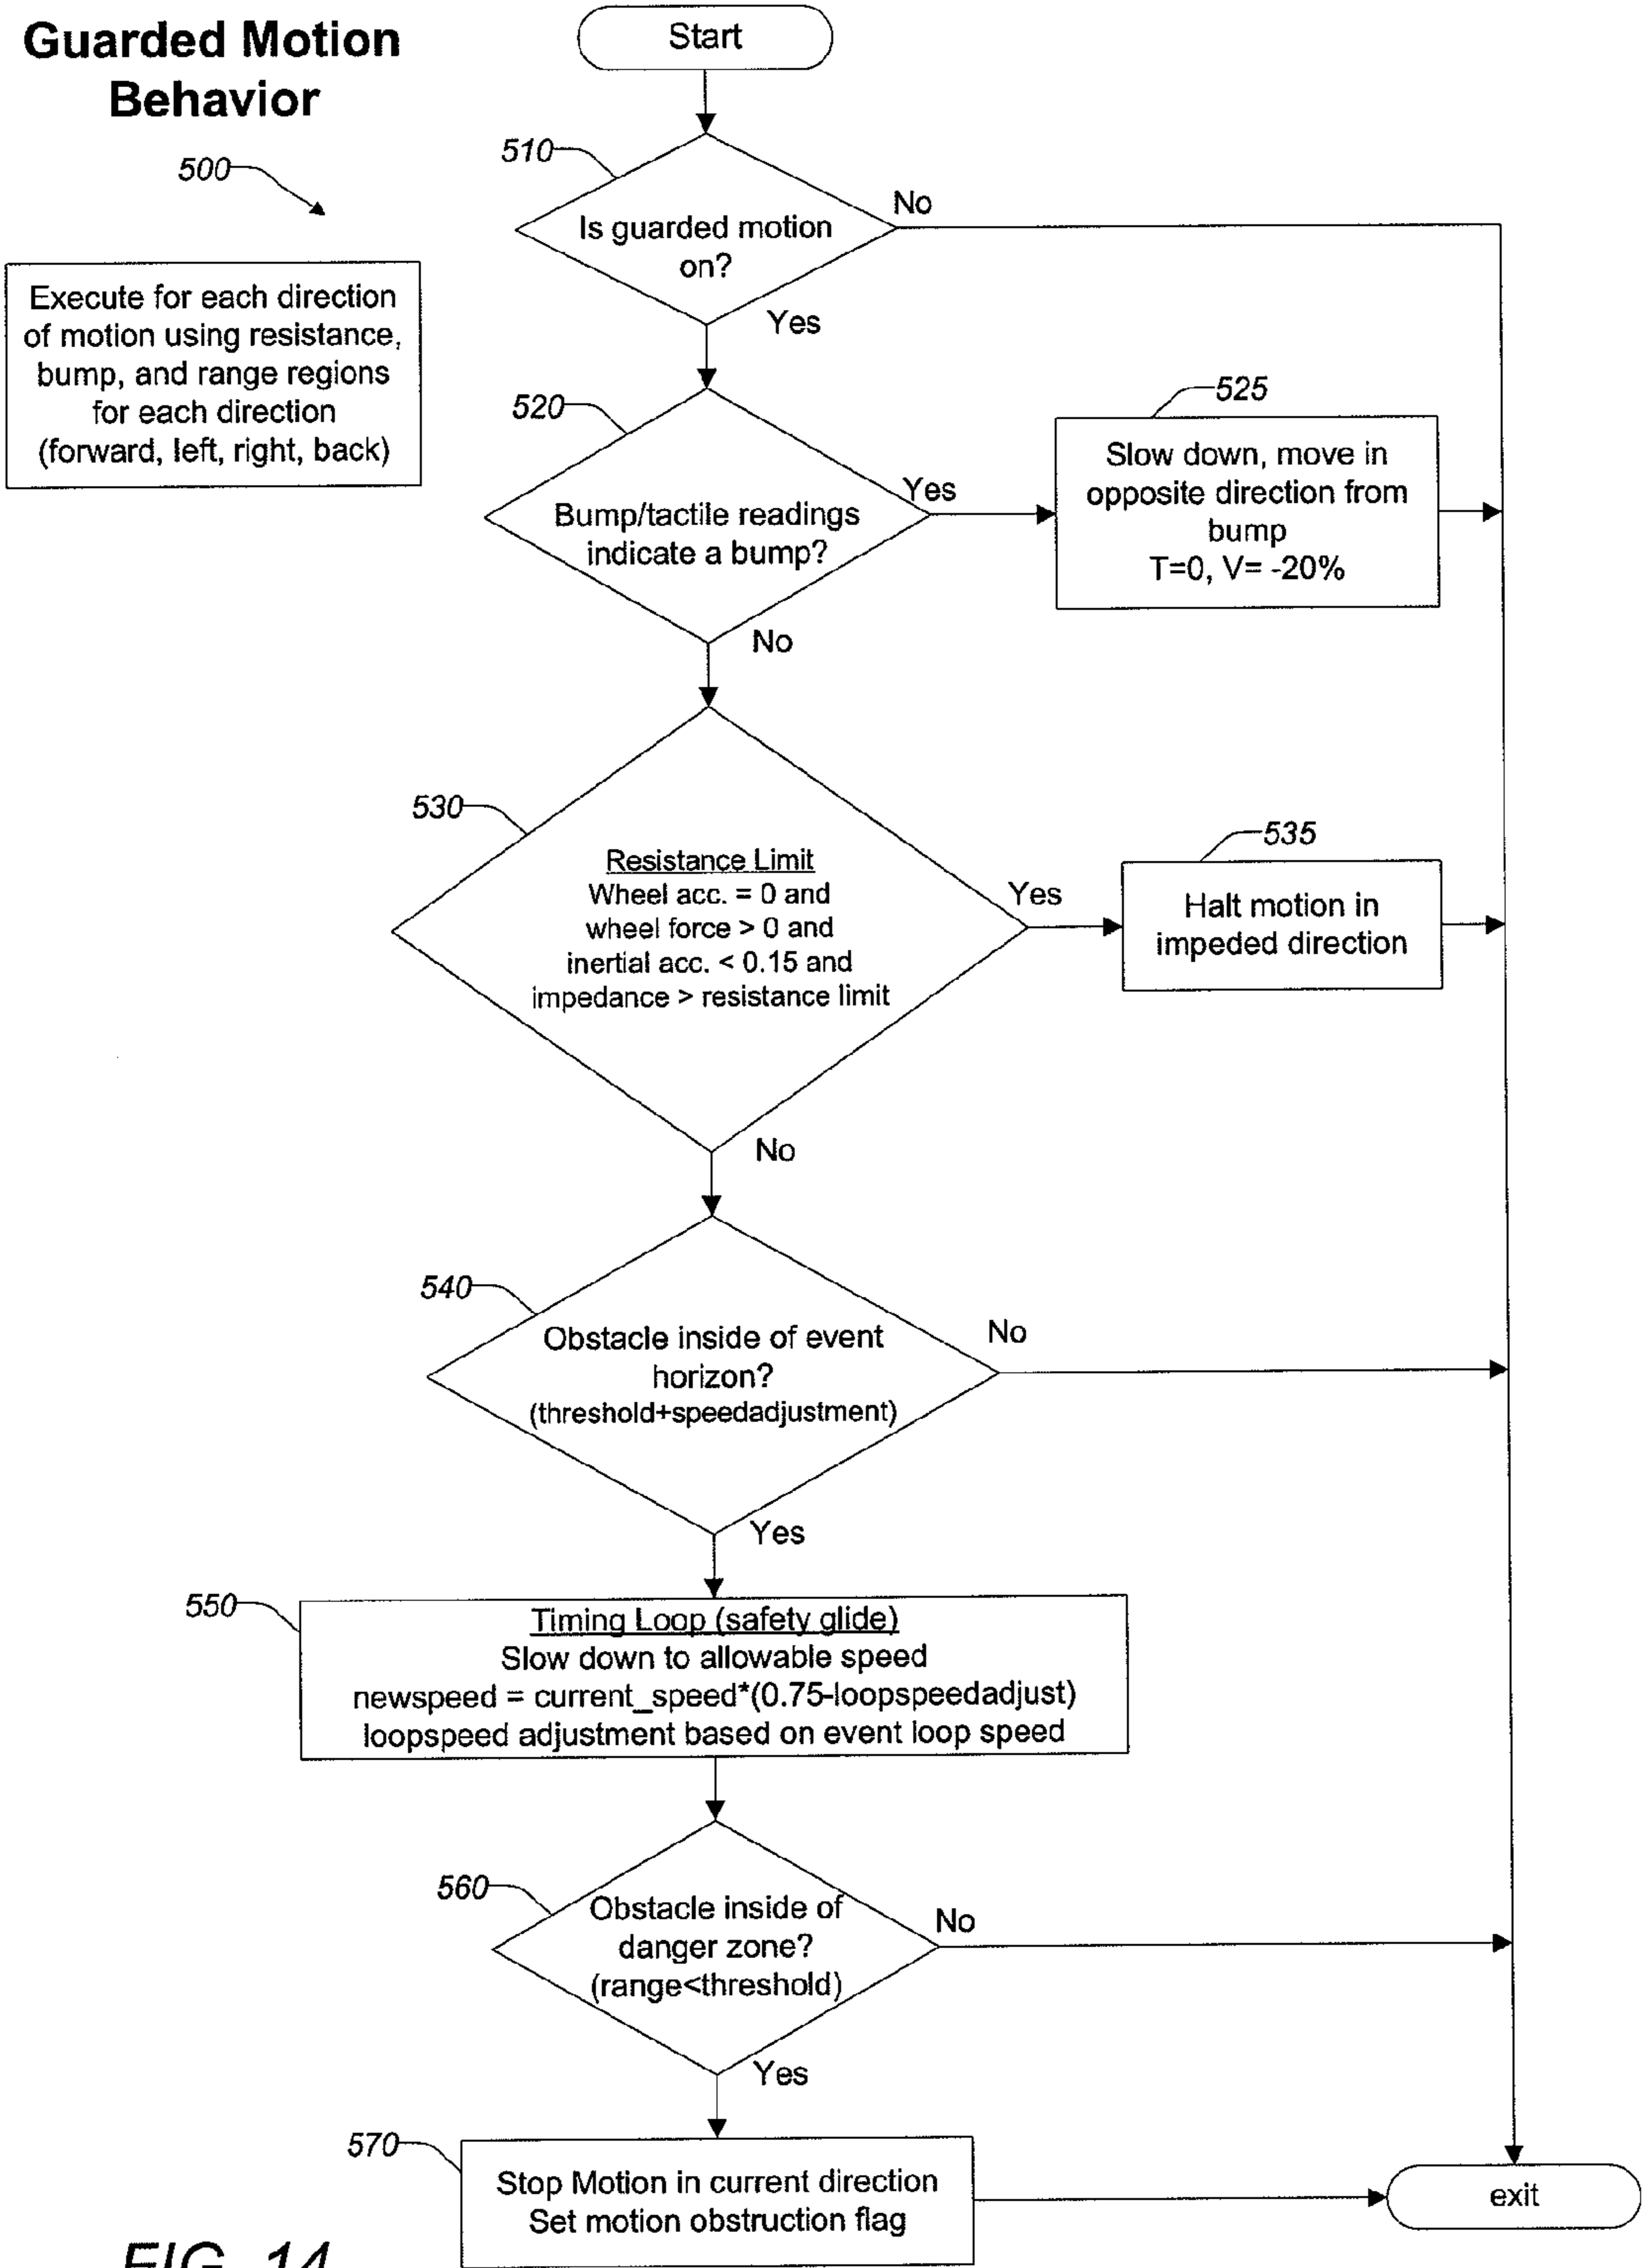 Guarded Motion
Behavior
500
Execute for each direction
of motion using resistance,
bump, and range regions
for each direction
(forward, left, right, back)
Start
510
Is guarded motion
on?
No
Yes
520
Bump/tactile readings
indicate a bump?
Yes
525
Slow down, move in
opposite direction from
bump
T=0, V= -20%
No
530
Resistance Limit
Wheel acc. = 0 and
wheel force > 0 and
inertial acc. < 0.15 and
impedance > resistance limit
Yes
535
Halt motion in
impeded direction
No
540
Obstacle inside of event
horizon?
(threshold+speedadjustment)
No
Yes
550
Timing Loop (safety glide)
Slow down to allowable speed
newspeed = current_speed*(0.75-loopspeedadjust)
loopspeed adjustment based on event loop speed
560
Obstacle inside of
danger zone?
(range<threshold)
No
Yes
570
Stop Motion in current direction
Set motion obstruction flag
exit
FIG. 14